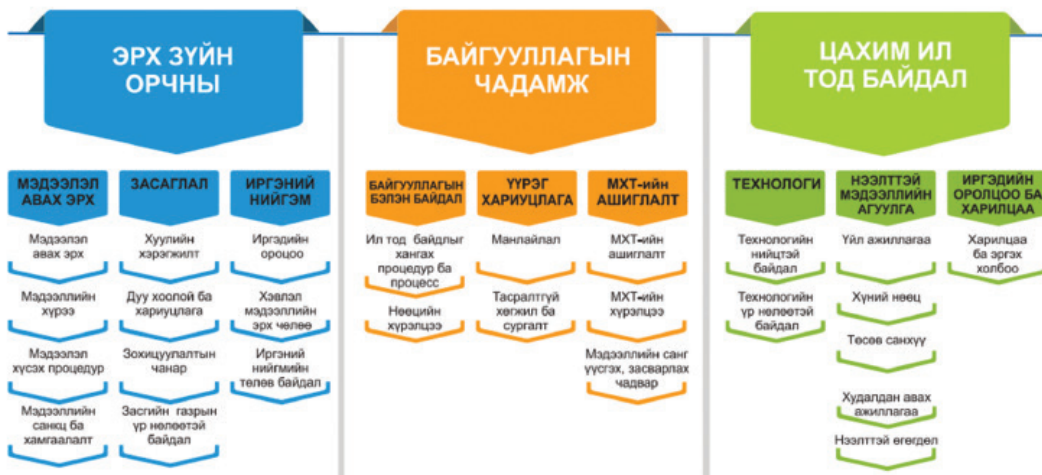 ЭРХ ЗҮЙН
ОРЧНЫ
МЭДЭЭЛЭЛ
АВАХ ЭРХ
Мэдээлэл
авах эрх
Мэдээллийн
хүрээ
Мэдээлэл
хүсэх процедур
Мэдээллийн
санкц ба
хамгаалалт
ЗАСАГЛАЛ
Хуулийн
хэрэгжилт
Дуу хоолой ба
хариуцлага
Зохицуулалтын
чанар
Засгийн газрын
үр нөлөөтэй
байдал
ИРГЭНИЙ
НИЙГЭМ
Иргэдийн
ороцоо
Хэвлэл
мэдээллийн
эрх чөлөө
Иргэний
нийгмийн
төлөв байдал
БАЙГУУЛЛАГЫН
ЧАДАМЖ
БАЙГУУЛЛАГЫН
БЭЛЭН БАЙДАЛ
Ил тод байдлыг
хангах
процедур ба
процесс
Нөөцийн
хүрэлцээ
ҮҮРЭГ
ХАРИУЦЛАГА
Манлайлал
Тасралтгүй
хөгжил ба
сургалт
МХТ-ийн
АШИГЛАЛТ
МХТ-ийн
ашиглалт
МХТ-ийн
хүрэлцээ
Мэдээллийн санг
үүсгэх, засварлах
чадвар
ЦАХИМ ИЛ
ТОД БАЙДАЛ
ТЕХНОЛОГИ
Технологийн
нийцтэй
байдал
Технологийн
үр нөлөөтэй
байдал
НЭЭЛТТЭЙ
МЭДЭЭЛЛИЙН
АГУУЛГА
Үйл ажиллагаа
Хүний нөөц
Төсөв санхүү
Худалдан авах
ажиллагаа
Нээлттэй өгөгдөл
ИРГЭДИЙН
ОРОЛЦОО БА
ХАРИЛЦАА
Харилцаа
ба эргэх
холбоо